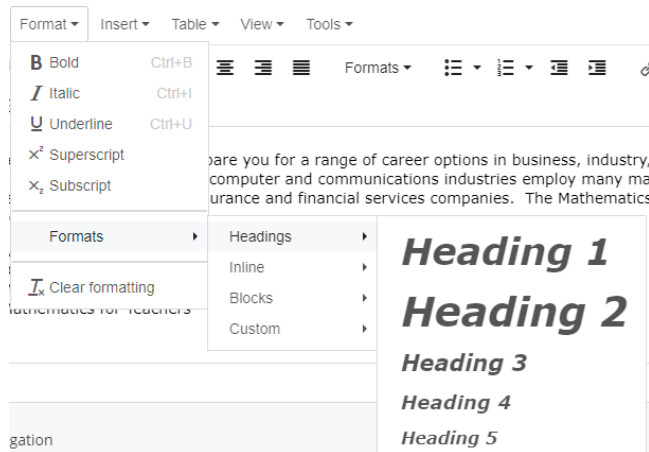 Format Insert Table View Tools
B Bold Ctrl+B
I Italic Ctrl+I
Formats
U Underline Ctrl+U
x² Superscript
x₂ Subscript
pare you for a range of career options in business, industry,
computer and communications industries employ many ma
urance and financial services companies. The Mathematics
Formats
Headings
Inline
Blocks
Custom
Heading 1
Heading 2
Heading 3
Heading 4
Heading 5
Ix Clear formatting
athematics for Teachers
gation